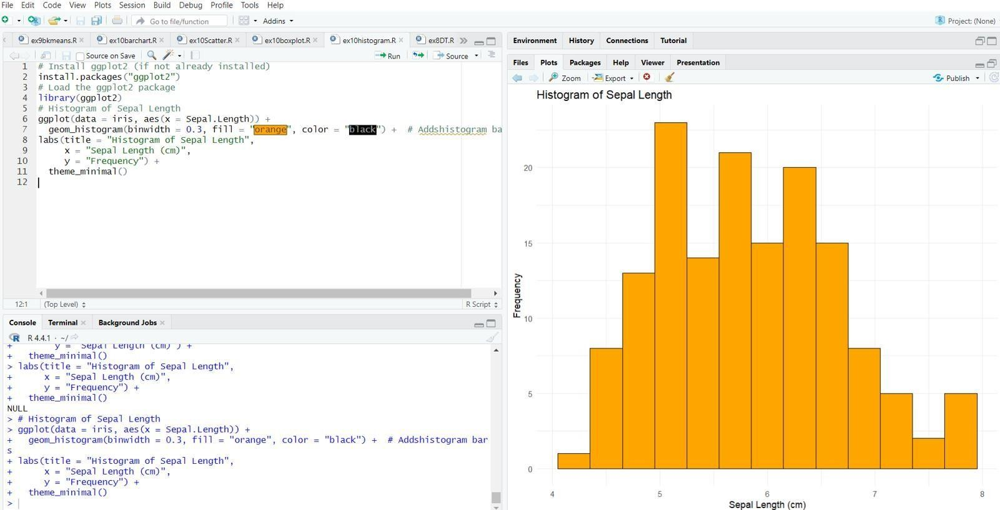 File Edit Code View Plots Session Build Debug Profile Tools Help
Go to file/function Addins Project: (None)
ex9bkmeans.R ex10barchart.R ex10Scatter.R ex10boxplot.R ex10histogram.R ex8DT.R
Source on Save Run Source
1 # Install ggplot2 (if not already installed)
2 install.packages("ggplot2")
3 # Load the ggplot2 package
4 library(ggplot2)
5 # Histogram of Sepal Length
6 ggplot(data = iris, aes(x = Sepal.Length)) +
7 geom_histogram(binwidth = 0.3, fill = "orange", color = "black") + # Addshistogram ba
8 labs(title = "Histogram of Sepal Length",
9 x = "Sepal Length (cm)",
10 y = "Frequency") +
11 theme_minimal()
12
12:1 (Top Level) R Script
Console Terminal Background Jobs
R 4.4.1 · ~/
+ y = "Sepal Length (cm)") +
+ theme_minimal()
> labs(title = "Histogram of Sepal Length",
+ x = "Sepal Length (cm)",
+ y = "Frequency") +
+ theme_minimal()
NULL
> # Histogram of Sepal Length
> ggplot(data = iris, aes(x = Sepal.Length)) +
+ geom_histogram(binwidth = 0.3, fill = "orange", color = "black") + # Addshistogram bar
s
+ labs(title = "Histogram of Sepal Length",
+ x = "Sepal Length (cm)",
+ y = "Frequency") +
+ theme_minimal()
>
Environment History Connections Tutorial
Files Plots Packages Help Viewer Presentation
Zoom Export Publish
Histogram of Sepal Length
Frequency
20
15
10
5
0
4 5 6 7 8
Sepal Length (cm)